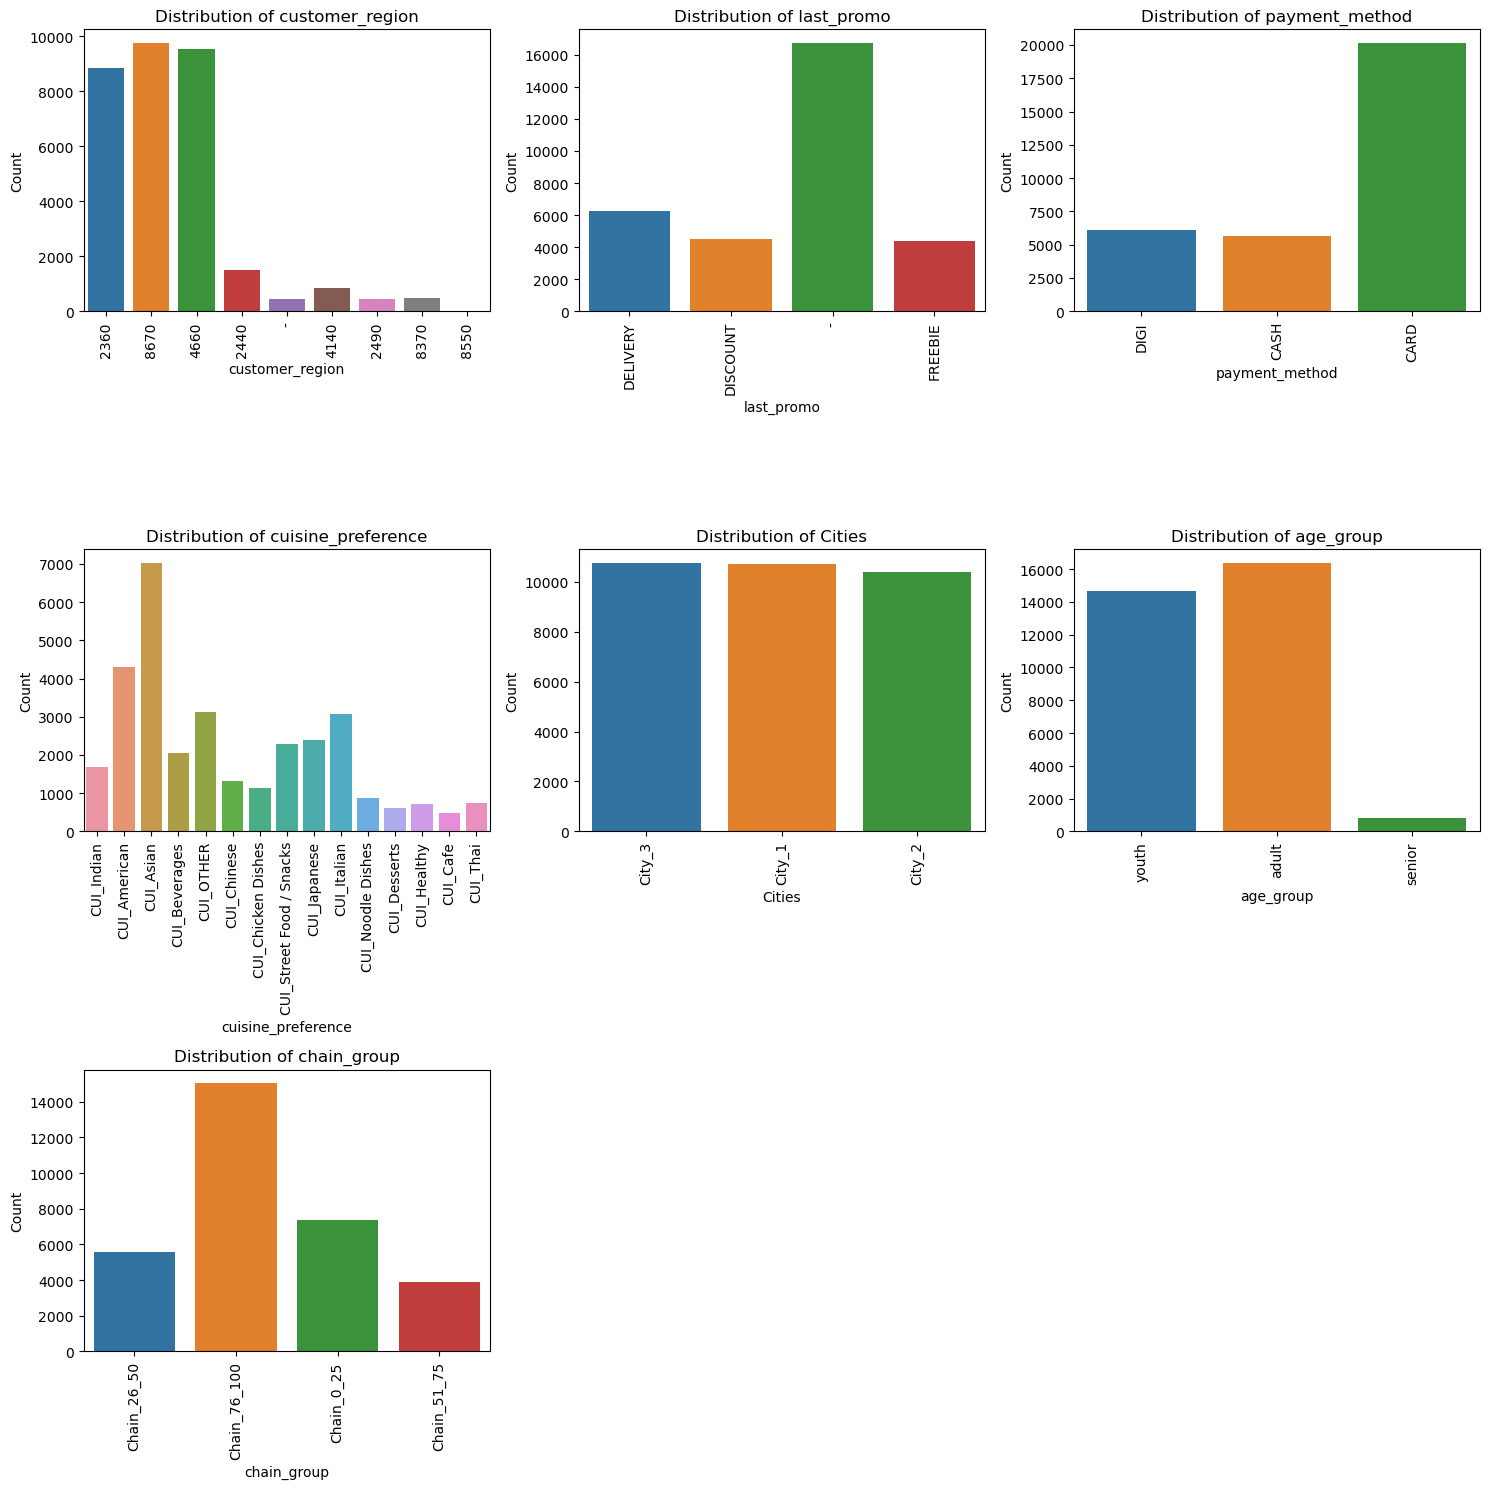 Distribution of customer_region
10000
8000
6000
4000
2000
0
Count
2360
8670
4660
2440
-
4140
2490
8370
8550
customer_region
Distribution of last_promo
16000
14000
12000
10000
8000
6000
4000
2000
0
Count
DELIVERY
DISCOUNT
-
FREEBIE
last_promo
Distribution of payment_method
20000
17500
15000
12500
10000
7500
5000
2500
0
Count
DIGI
CASH
CARD
payment_method
Distribution of cuisine_preference
7000
6000
5000
4000
3000
2000
1000
0
Count
CUI_Indian
CUI_American
CUI_Asian
CUI_Beverages
CUI_OTHER
CUI_Chinese
CUI_Chicken Dishes
CUI_Street Food / Snacks
CUI_Japanese
CUI_Italian
CUI_Noodle Dishes
CUI_Desserts
CUI_Healthy
CUI_Cafe
CUI_Thai
cuisine_preference
Distribution of Cities
10000
8000
6000
4000
2000
0
Count
City_3
City_1
City_2
Cities
Distribution of age_group
16000
14000
12000
10000
8000
6000
4000
2000
0
Count
youth
adult
senior
age_group
Distribution of chain_group
14000
12000
10000
8000
6000
4000
2000
0
Count
Chain_26_50
Chain_76_100
Chain_0_25
Chain_51_75
chain_group